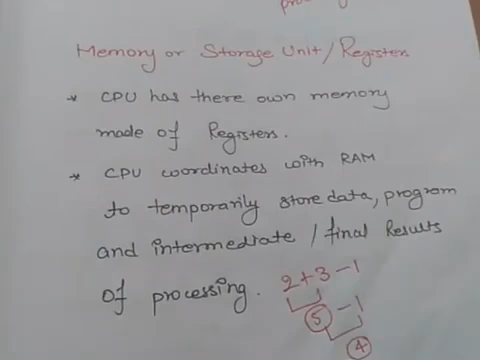 Memory or Storage Unit/Registers
* CPU has there own memory
made of Registers.
* CPU coordinates with RAM
to temporarily store data, program
and intermediate / final Results
of processing.
2+3-1
5 -1
4